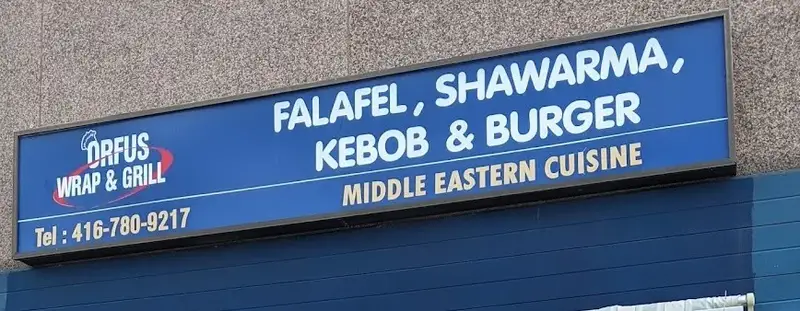 ORFUS
WRAP & GRILL
Tel : 416-780-9217
FALAFEL, SHAWARMA,
KEBOB & BURGER
MIDDLE EASTERN CUISINE